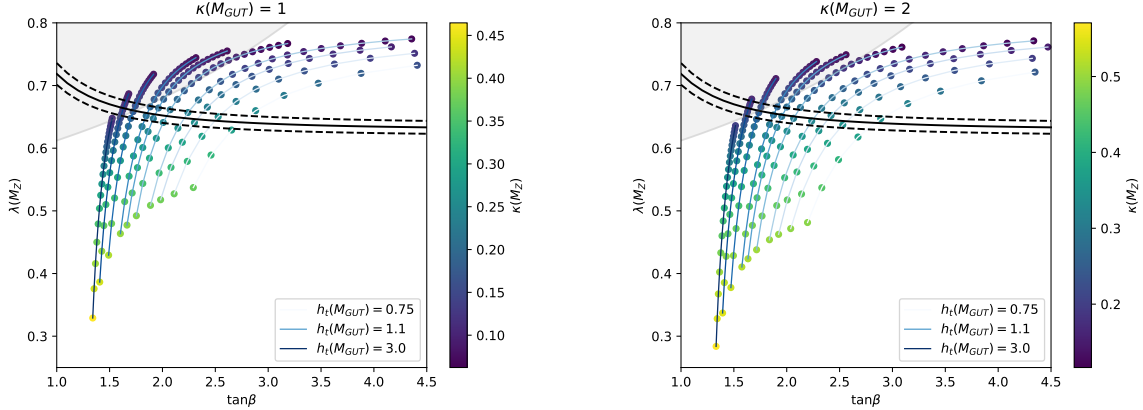 κ(M_GUT) = 1
0.8
0.7
0.6
0.5
0.4
0.3
λ(M_Z)
1.0 1.5 2.0 2.5 3.0 3.5 4.0 4.5
tanβ
h_t(M_GUT) = 0.75
h_t(M_GUT) = 1.1
h_t(M_GUT) = 3.0
0.45
0.40
0.35
0.30
0.25
0.20
0.15
0.10
κ(M_Z)
κ(M_GUT) = 2
0.8
0.7
0.6
0.5
0.4
0.3
λ(M_Z)
1.0 1.5 2.0 2.5 3.0 3.5 4.0 4.5
tanβ
h_t(M_GUT) = 0.75
h_t(M_GUT) = 1.1
h_t(M_GUT) = 3.0
0.5
0.4
0.3
0.2
κ(M_Z)